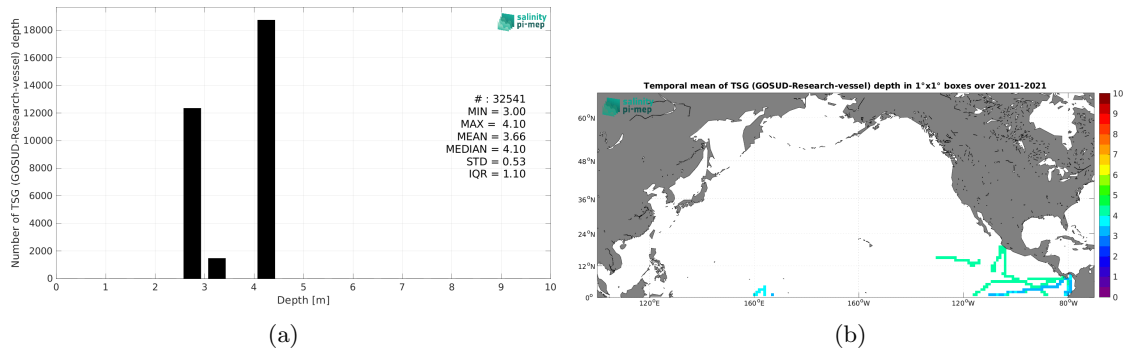 Number of TSG (GOSUD-Research-vessel) depth
18000
16000
14000
12000
10000
8000
6000
4000
2000
0
0 1 2 3 4 5 6 7 8 9 10
Depth [m]
salinity
pi-mep
# : 32541
MIN = 3.00
MAX = 4.10
MEAN = 3.66
MEDIAN = 4.10
STD = 0.53
IQR = 1.10
(a)
Temporal mean of TSG (GOSUD-Research-vessel) depth in 1°x1° boxes over 2011-2021
salinity
pi-mep
60°N
48°N
36°N
24°N
12°N
0°
120°E 160°E 160°W 120°W 80°W
10
9
8
7
6
5
4
3
2
1
0
(b)